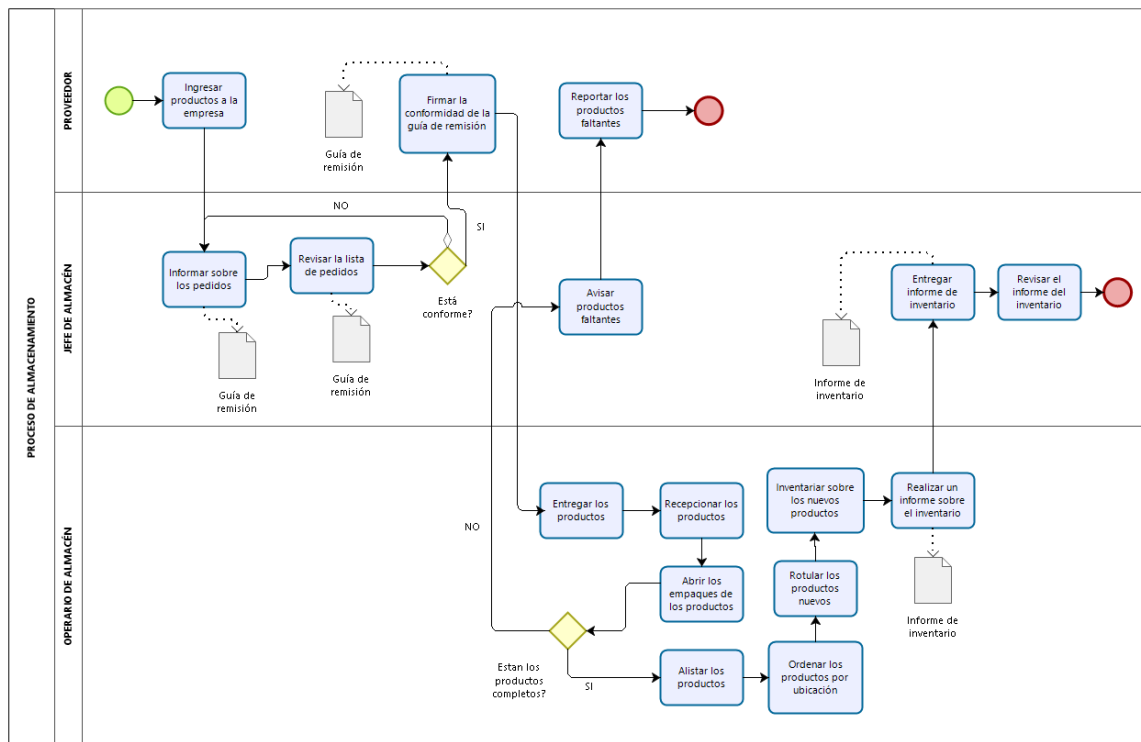 PROCESO DE ALMACENAMIENTO
PROVEEDOR
Ingresar
productos a la
empresa
Guía de
remisión
Firmar la
conformidad de la
guía de remisión
Reportar los
productos
faltantes
JEFE DE ALMACÉN
NO
SI
Informar sobre
los pedidos
Revisar la lista
de pedidos
Está
conforme?
Guía de
remisión
Guía de
remisión
Avisar
productos
faltantes
Entregar
informe de
inventario
Revisar el
informe del
inventario
Informe de
inventario
OPERARIO DE ALMACÉN
NO
Entregar los
productos
Recepcionar los
productos
Abrir los
empaques de
los productos
Estan los
productos
completos?
SI
Alistar los
productos
Ordenar los
productos por
ubicación
Rotular los
productos
nuevos
Inventariar sobre
los nuevos
productos
Realizar un
informe sobre
el inventario
Informe de
inventario